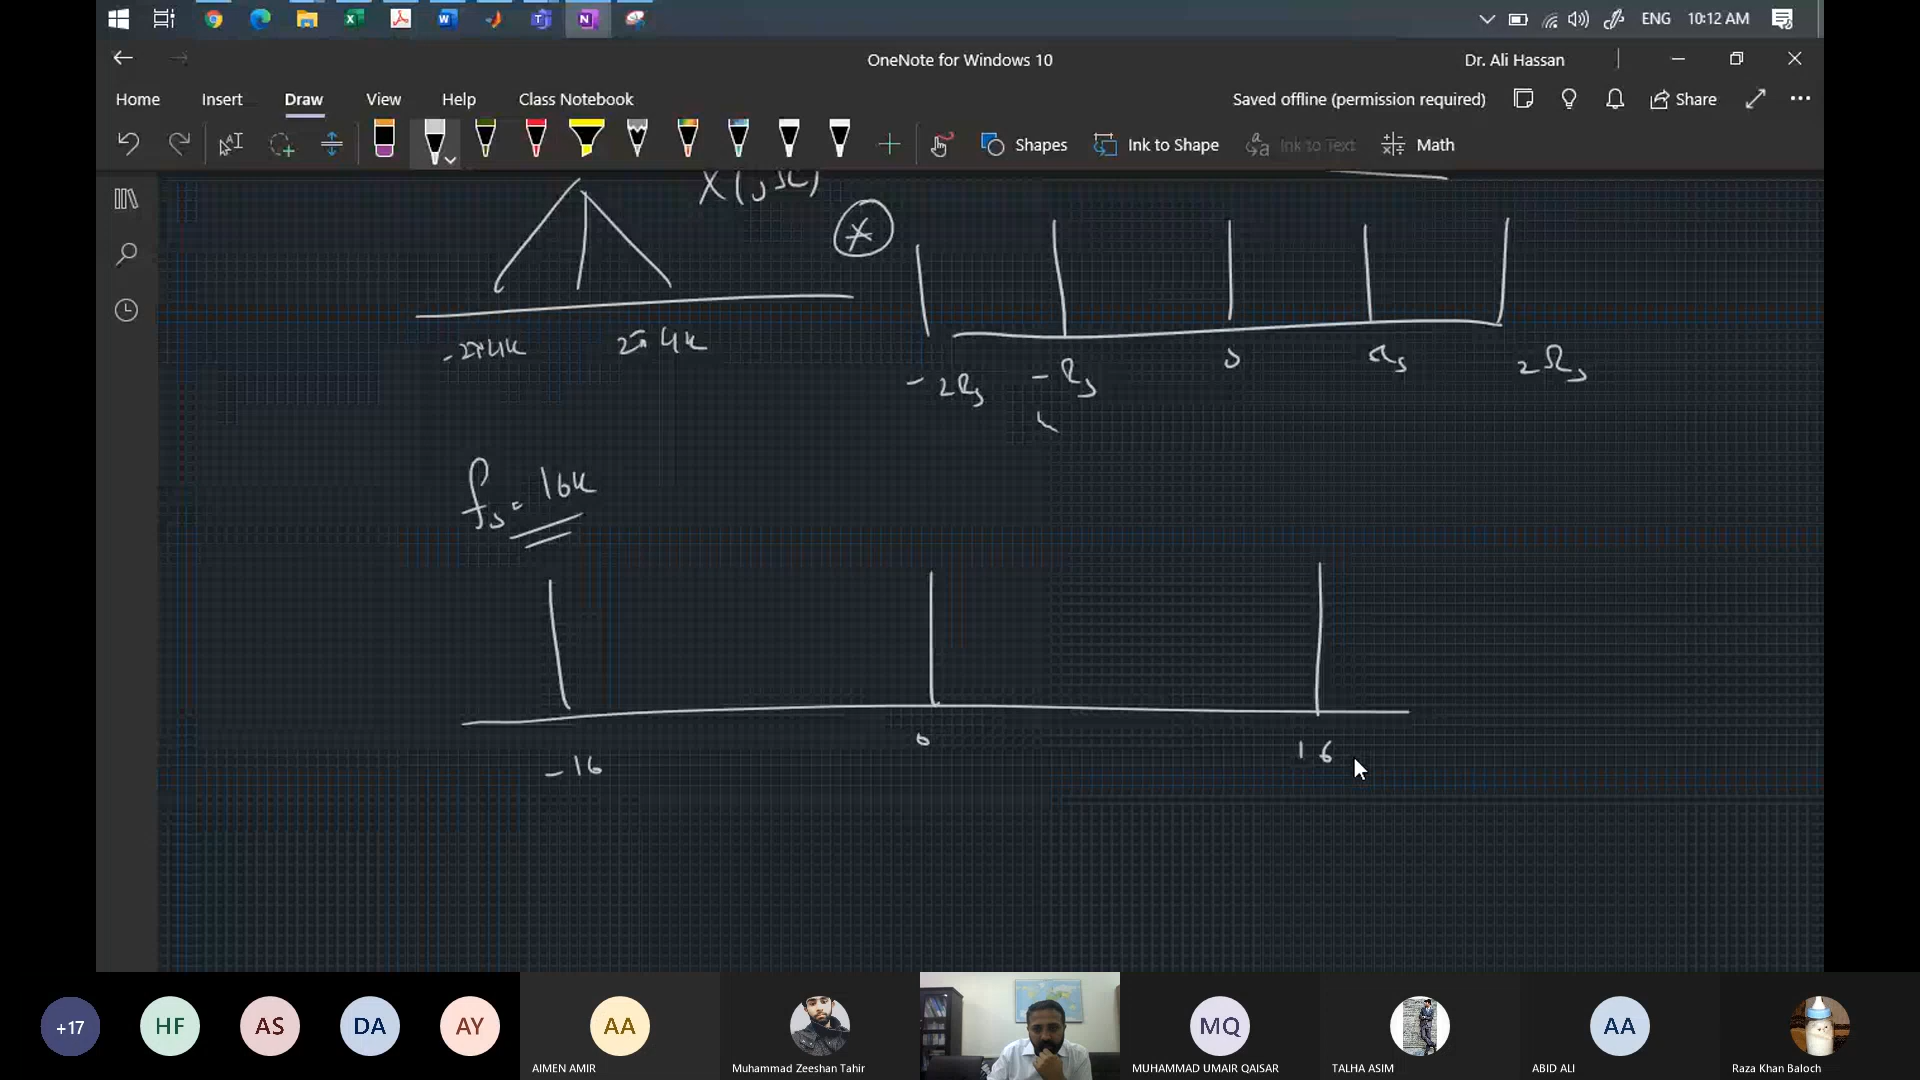 ENG 10:12 AM
OneNote for Windows 10
Dr. Ali Hassan
Home Insert Draw View Help Class Notebook
Saved offline (permission required)
Share
Shapes
Ink to Shape
Ink to Text
Math
X(jΩ)
*
-2π4k 2π4k
-2Ωs -Ωs 0 Ωs 2Ωs
fs = 16k
-16 0 16
+17
HF
AS
DA
AY
AA
AIMEN AMIR
Muhammad Zeeshan Tahir
MQ
MUHAMMAD UMAIR QAISAR
TALHA ASIM
AA
ABID ALI
Raza Khan Baloch